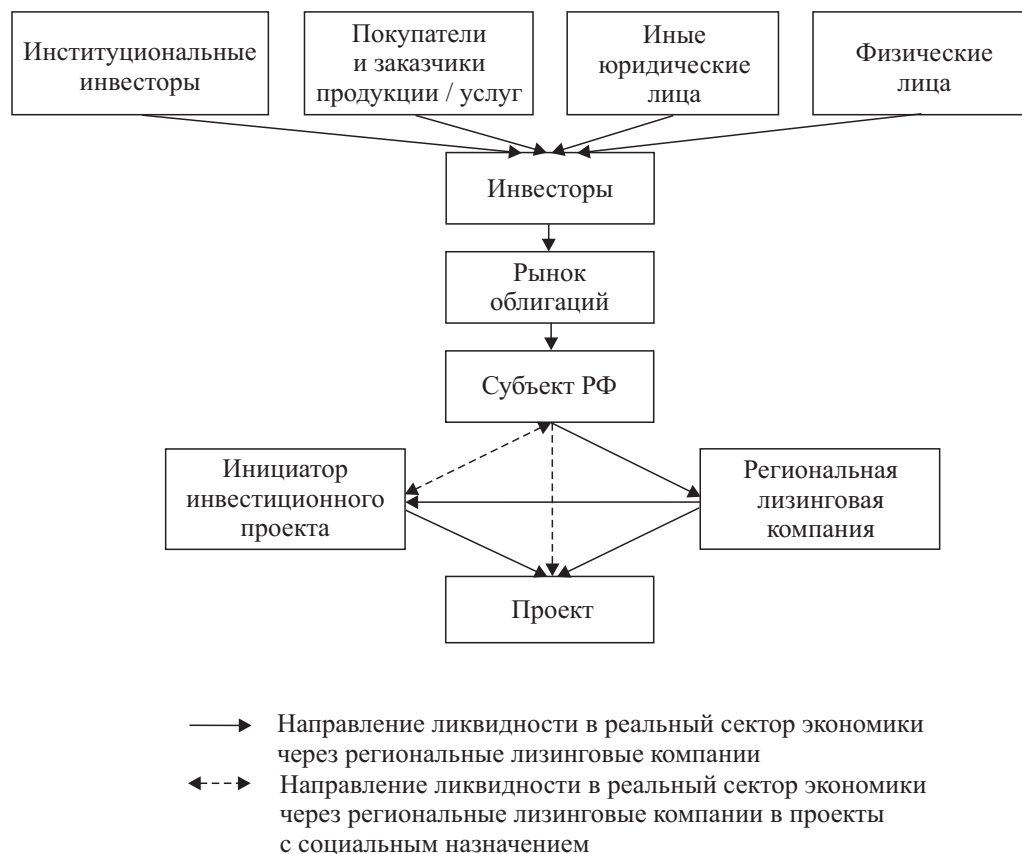 Институциональные
инвесторы
Покупатели
и заказчики
продукции / услуг
Иные
юридические
лица
Физические
лица
Инвесторы
Рынок
облигаций
Субъект РФ
Инициатор
инвестиционного
проекта
Региональная
лизинговая
компания
Проект
Направление ликвидности в реальный сектор экономики
через региональные лизинговые компании
Направление ликвидности в реальный сектор экономики
через региональные лизинговые компании в проекты
с социальным назначением